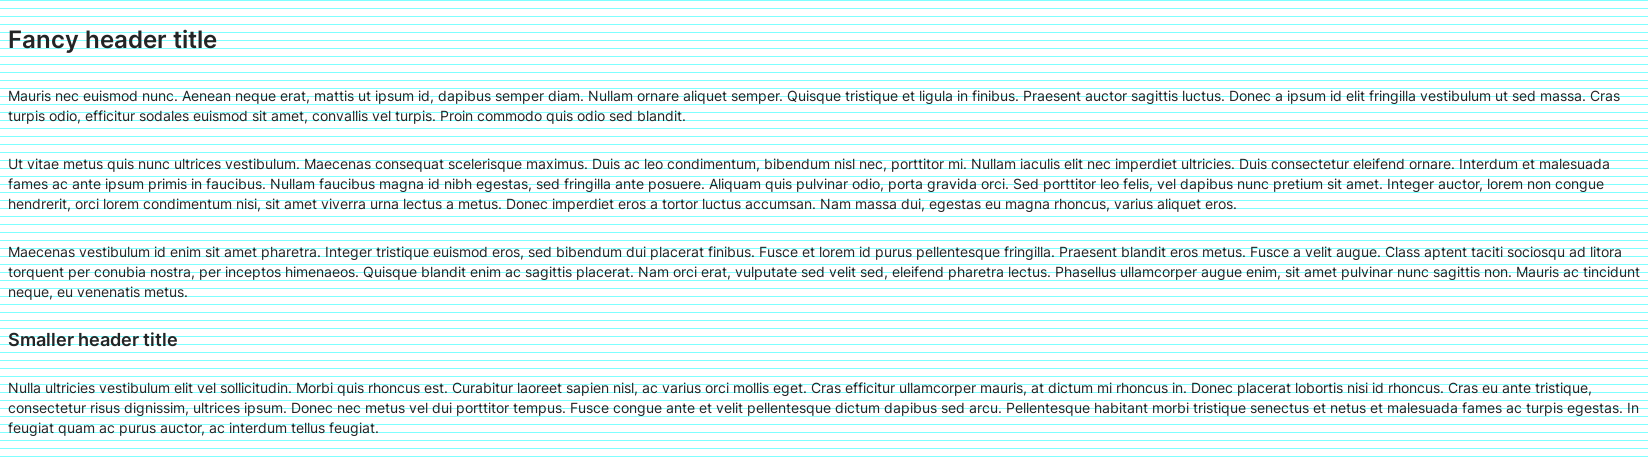 Fancy header title
Mauris nec euismod nunc. Aenean neque erat, mattis ut ipsum id, dapibus semper diam. Nullam ornare aliquet semper. Quisque tristique et ligula in finibus. Praesent auctor sagittis luctus. Donec a ipsum id elit fringilla vestibulum ut sed massa. Cras
turpis odio, efficitur sodales euismod sit amet, convallis vel turpis. Proin commodo quis odio sed blandit.
Ut vitae metus quis nunc ultrices vestibulum. Maecenas consequat scelerisque maximus. Duis ac leo condimentum, bibendum nisl nec, porttitor mi. Nullam iaculis elit nec imperdiet ultricies. Duis consectetur eleifend ornare. Interdum et malesuada
fames ac ante ipsum primis in faucibus. Nullam faucibus magna id nibh egestas, sed fringilla ante posuere. Aliquam quis pulvinar odio, porta gravida orci. Sed porttitor leo felis, vel dapibus nunc pretium sit amet. Integer auctor, lorem non congue
hendrerit, orci lorem condimentum nisi, sit amet viverra urna lectus a metus. Donec imperdiet eros a tortor luctus accumsan. Nam massa dui, egestas eu magna rhoncus, varius aliquet eros.
Maecenas vestibulum id enim sit amet pharetra. Integer tristique euismod eros, sed bibendum dui placerat finibus. Fusce et lorem id purus pellentesque fringilla. Praesent blandit eros metus. Fusce a velit augue. Class aptent taciti sociosqu ad litora
torquent per conubia nostra, per inceptos himenaeos. Quisque blandit enim ac sagittis placerat. Nam orci erat, vulputate sed velit sed, eleifend pharetra lectus. Phasellus ullamcorper augue enim, sit amet pulvinar nunc sagittis non. Mauris ac tincidunt
neque, eu venenatis metus.
Smaller header title
Nulla ultricies vestibulum elit vel sollicitudin. Morbi quis rhoncus est. Curabitur laoreet sapien nisl, ac varius orci mollis eget. Cras efficitur ullamcorper mauris, at dictum mi rhoncus in. Donec placerat lobortis nisi id rhoncus. Cras eu ante tristique,
consectetur risus dignissim, ultrices ipsum. Donec nec metus vel dui porttitor tempus. Fusce congue ante et velit pellentesque dictum dapibus sed arcu. Pellentesque habitant morbi tristique senectus et netus et malesuada fames ac turpis egestas. In
feugiat quam ac purus auctor, ac interdum tellus feugiat.